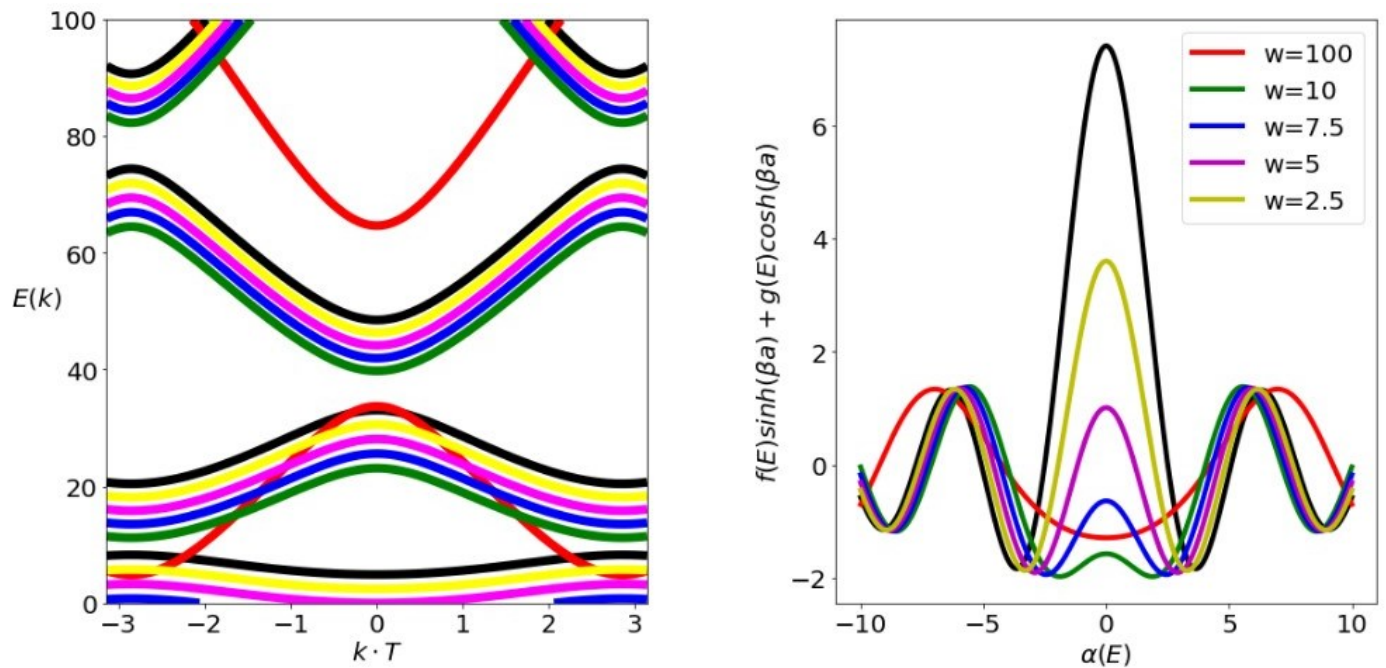 100
80
60
40
20
0
E(k)
−3 −2 −1 0 1 2 3
k · T
6
4
2
0
−2
f(E)sinh(βa) + g(E)cosh(βa)
−10 −5 0 5 10
α(E)
w=100
w=10
w=7.5
w=5
w=2.5